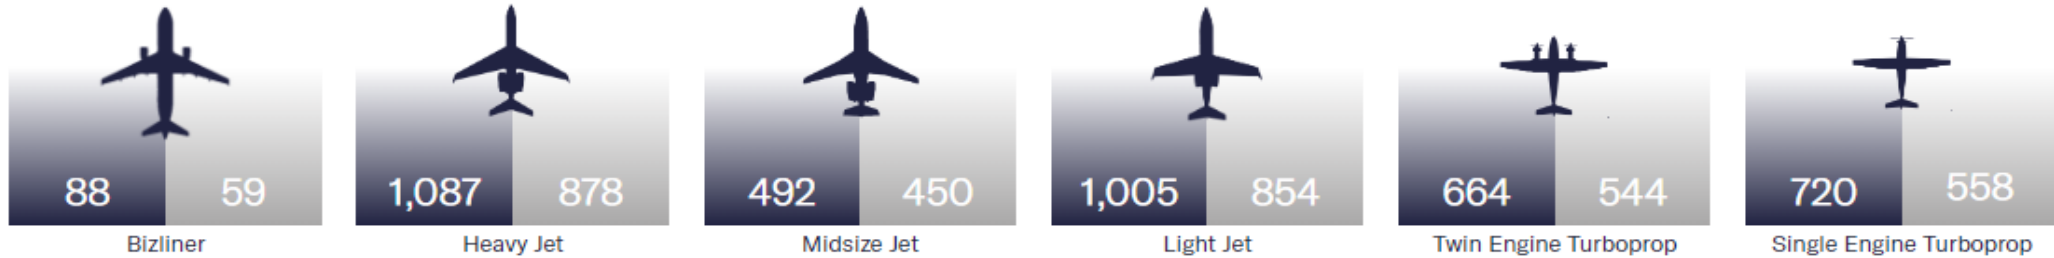 88 59
1,087 878
492 450
1,005 854
664 544
720 558
Bizliner
Heavy Jet
Midsize Jet
Light Jet
Twin Engine Turboprop
Single Engine Turboprop